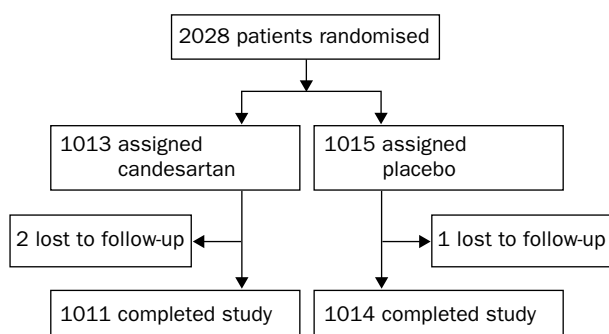 2028 patients randomised
1013 assigned
candesartan
1015 assigned
placebo
2 lost to follow-up
1 lost to follow-up
1011 completed study
1014 completed study